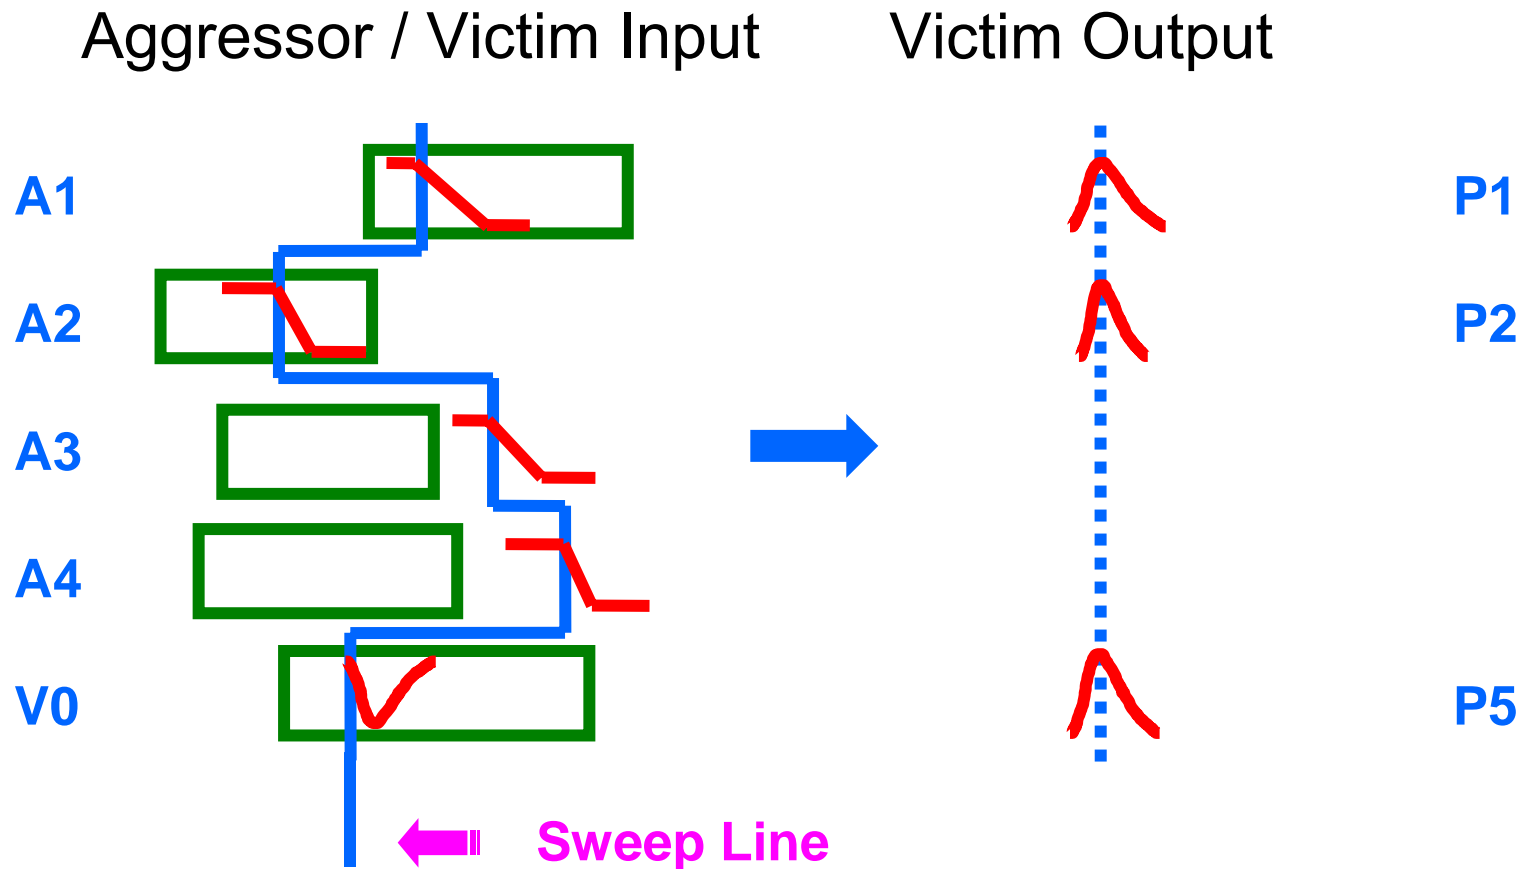 Aggressor / Victim Input
Victim Output
A1
P1
A2
P2
A3
A4
V0
P5
Sweep Line